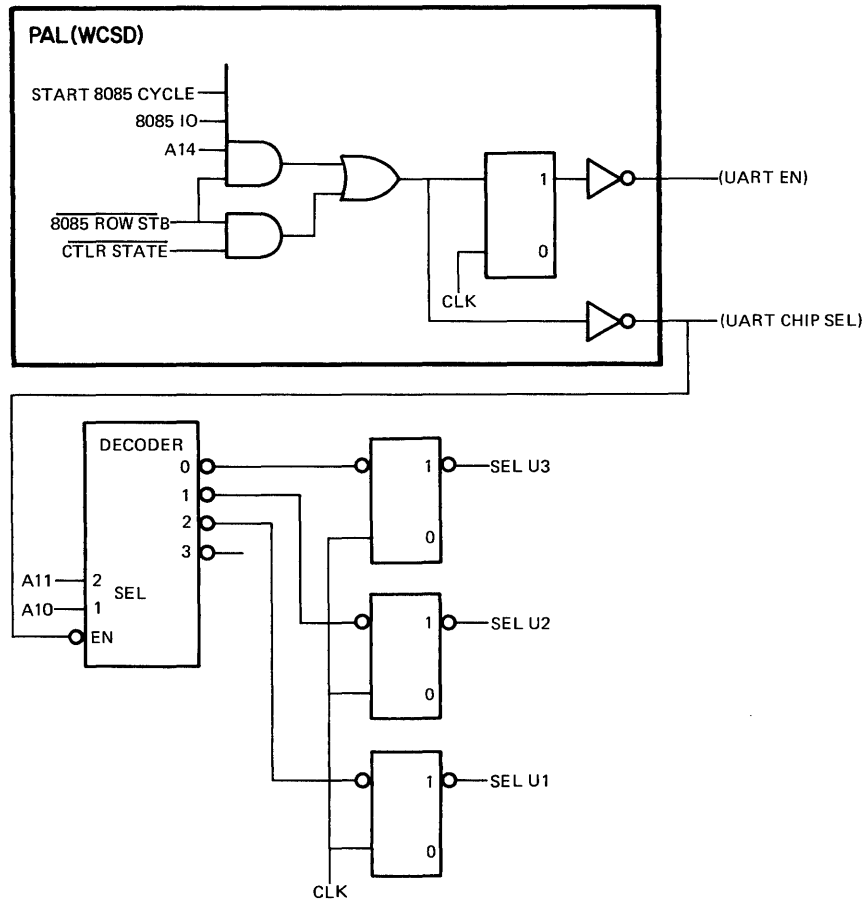 PAL (WCSD)
START 8085 CYCLE
8085 IO
A14
8085 ROW STB
CTLR STATE
1
0
CLK
(UART EN)
(UART CHIP SEL)
DECODER
0
1
2
3
A11
2
SEL
A10
1
EN
1
SEL U3
0
1
SEL U2
0
1
SEL U1
0
CLK